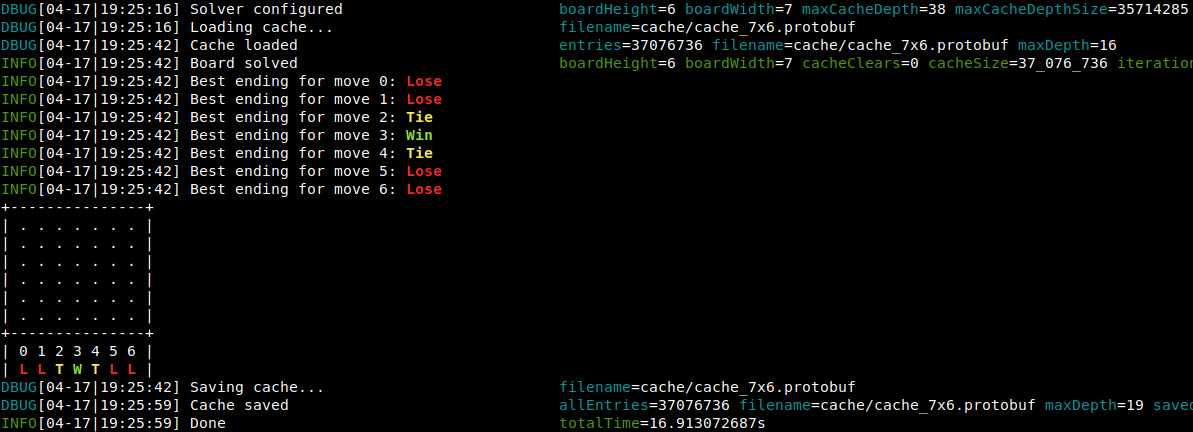 DBUG[04-17|19:25:16] Solver configured boardHeight=6 boardWidth=7 maxCacheDepth=38 maxCacheDepthSize=35714285
DBUG[04-17|19:25:16] Loading cache... filename=cache/cache_7x6.protobuf
DBUG[04-17|19:25:42] Cache loaded entries=37076736 filename=cache/cache_7x6.protobuf maxDepth=16
INFO[04-17|19:25:42] Board solved boardHeight=6 boardWidth=7 cacheClears=0 cacheSize=37_076_736 iteration
INFO[04-17|19:25:42] Best ending for move 0: Lose
INFO[04-17|19:25:42] Best ending for move 1: Lose
INFO[04-17|19:25:42] Best ending for move 2: Tie
INFO[04-17|19:25:42] Best ending for move 3: Win
INFO[04-17|19:25:42] Best ending for move 4: Tie
INFO[04-17|19:25:42] Best ending for move 5: Lose
INFO[04-17|19:25:42] Best ending for move 6: Lose
+---------------+
| . . . . . . . |
| . . . . . . . |
| . . . . . . . |
| . . . . . . . |
| . . . . . . . |
| . . . . . . . |
+---------------+
| 0 1 2 3 4 5 6 |
| L L T W T L L |
DBUG[04-17|19:25:42] Saving cache... filename=cache/cache_7x6.protobuf
DBUG[04-17|19:25:59] Cache saved allEntries=37076736 filename=cache/cache_7x6.protobuf maxDepth=19 saved
INFO[04-17|19:25:59] Done totalTime=16.913072687s